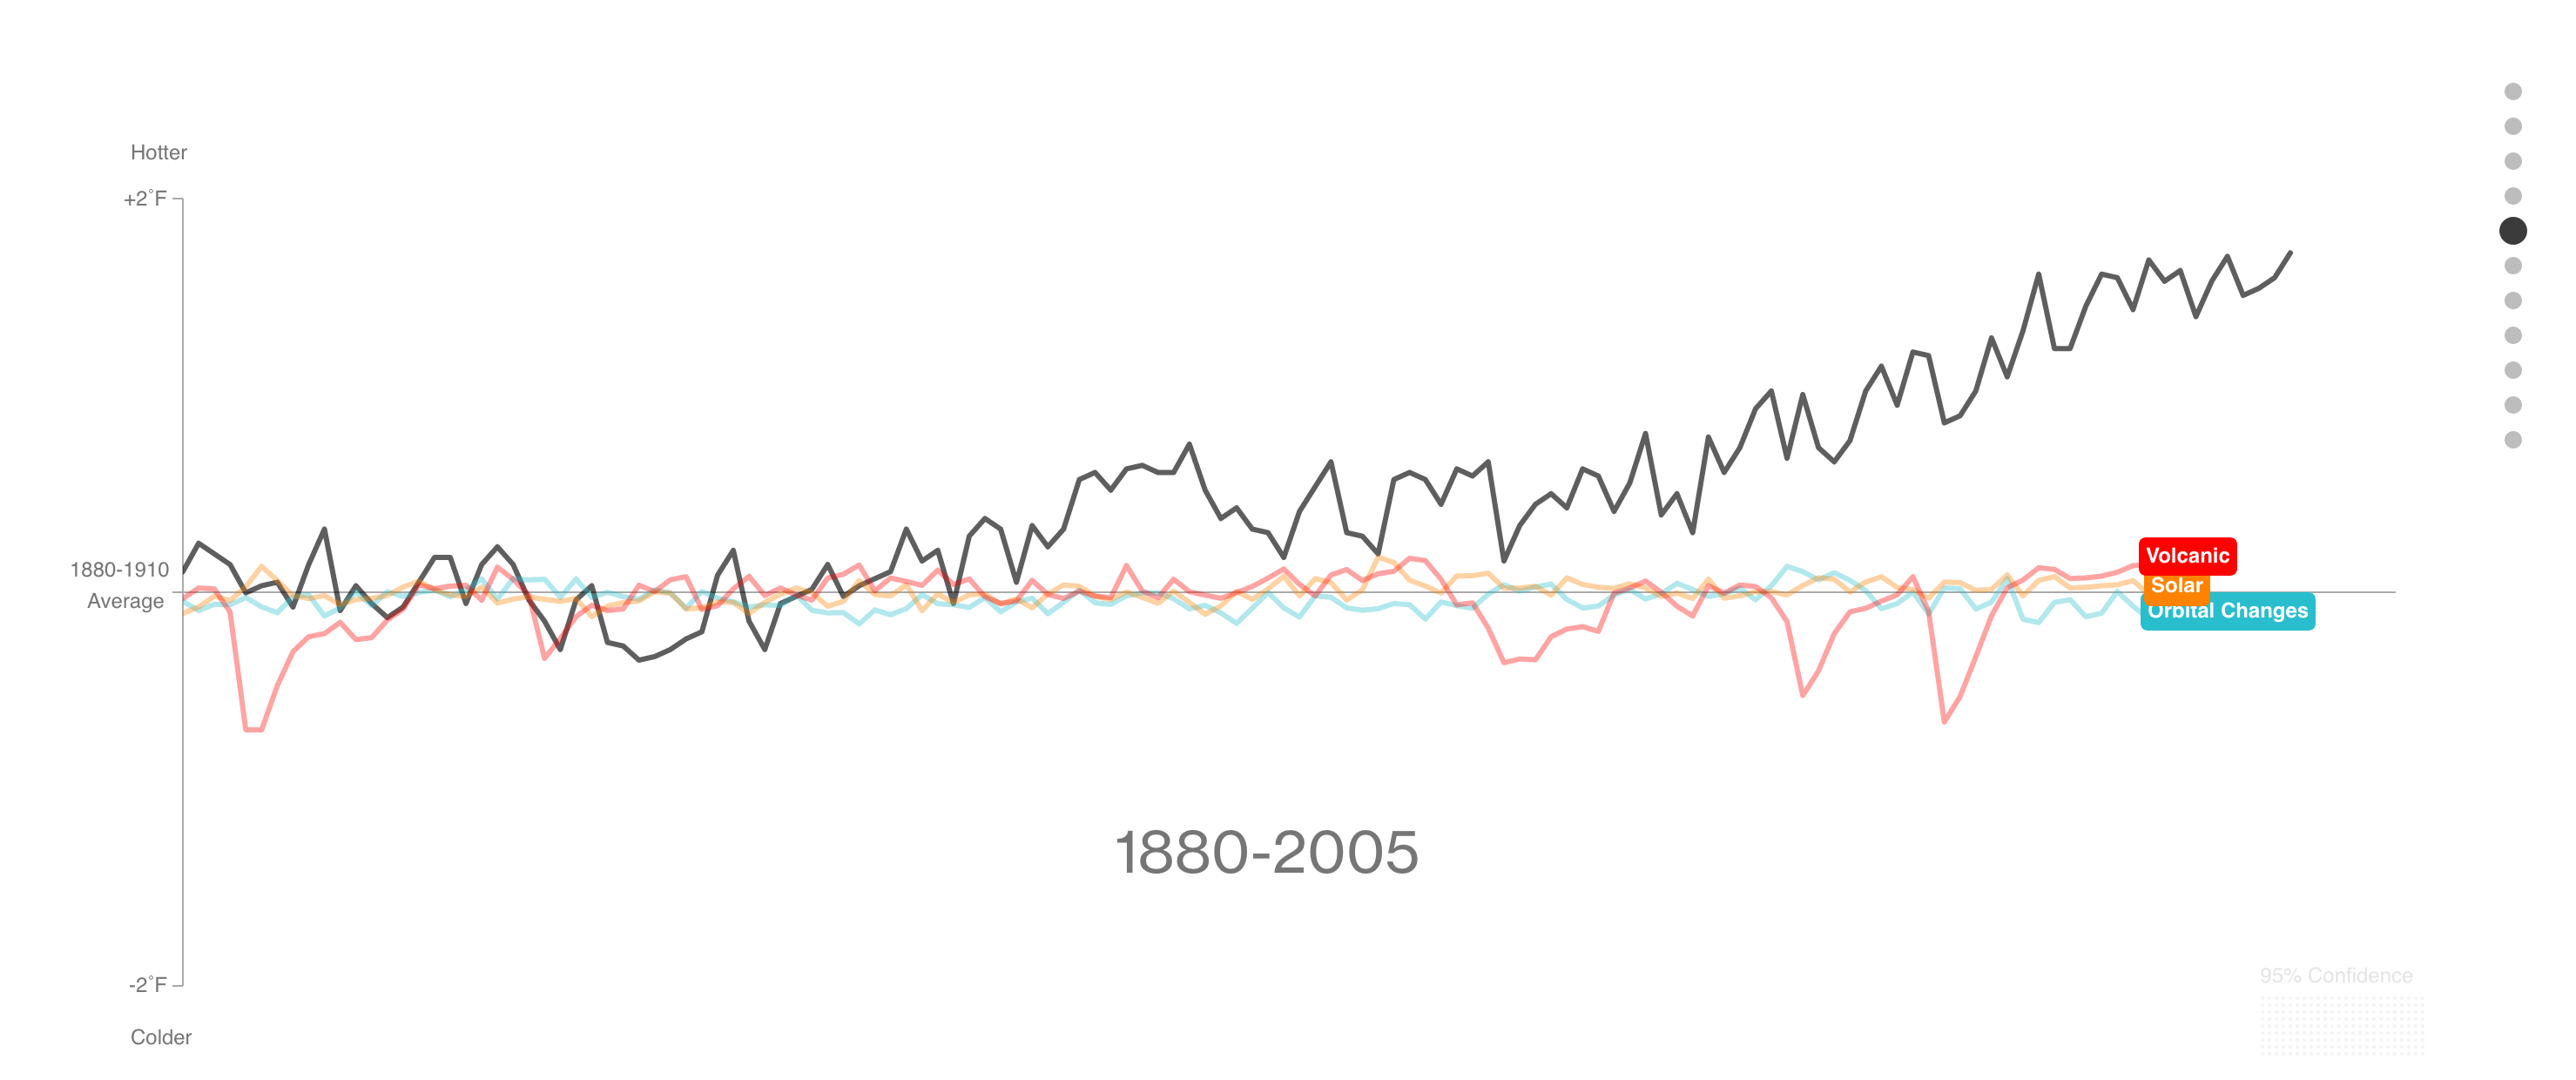 Hotter
+2°F
1880-1910
Average
Volcanic
Solar
Orbital Changes
1880-2005
-2°F
95% Confidence
Colder